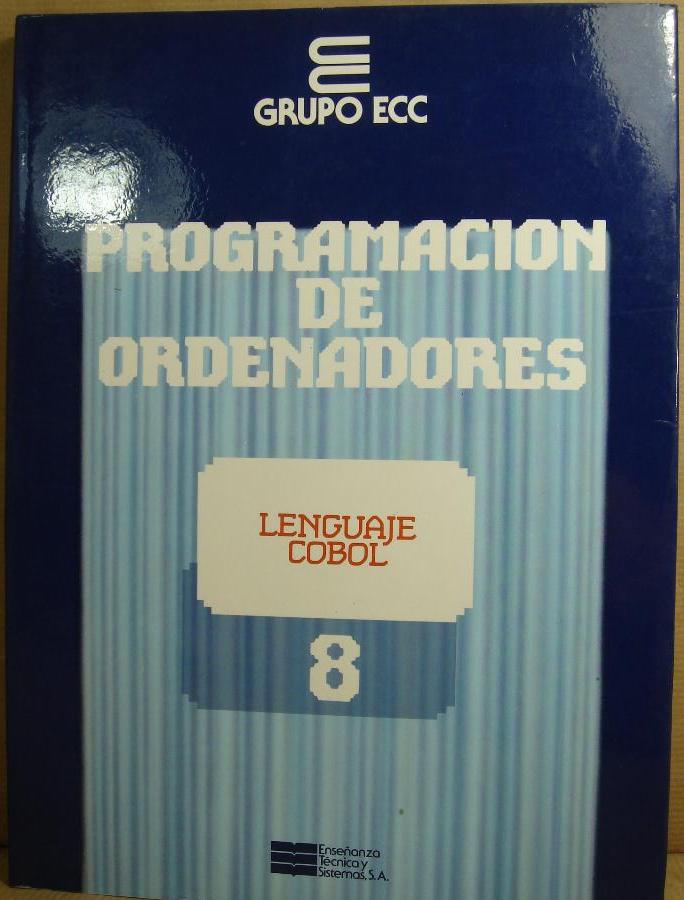 GRUPO ECC
PROGRAMACION
DE
ORDENADORES
LENGUAJE
COBOL
8
Enseñanza
Técnica y
Sistemas, S.A.